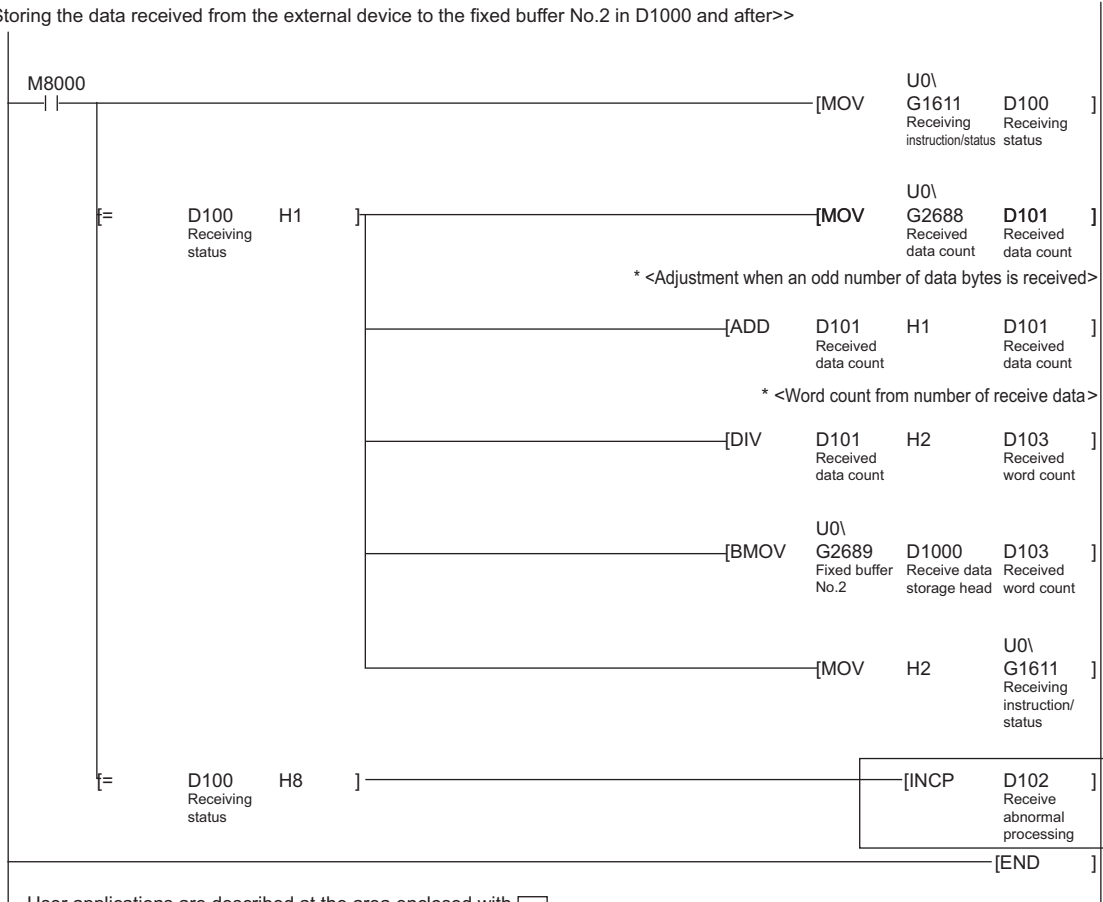 Storing the data received from the external device to the fixed buffer No.2 in D1000 and after>>
M8000
[MOV U0\ G1611 D100 ]
Receiving instruction/status
Receiving status
[= D100 H1 ]
Receiving status
[MOV U0\ G2688 D101 ]
Received data count
Received data count
* <Adjustment when an odd number of data bytes is received>
[ADD D101 H1 D101 ]
Received data count
Received data count
* <Word count from number of receive data>
[DIV D101 H2 D103 ]
Received data count
Received word count
[BMOV U0\ G2689 D1000 D103 ]
Fixed buffer No.2
Receive data storage head
Received word count
[MOV H2 U0\ G1611 ]
Receiving instruction/ status
[= D100 H8 ]
Receiving status
[INCP D102 ]
Receive abnormal processing
[END ]
User applications are described at the area enclosed with